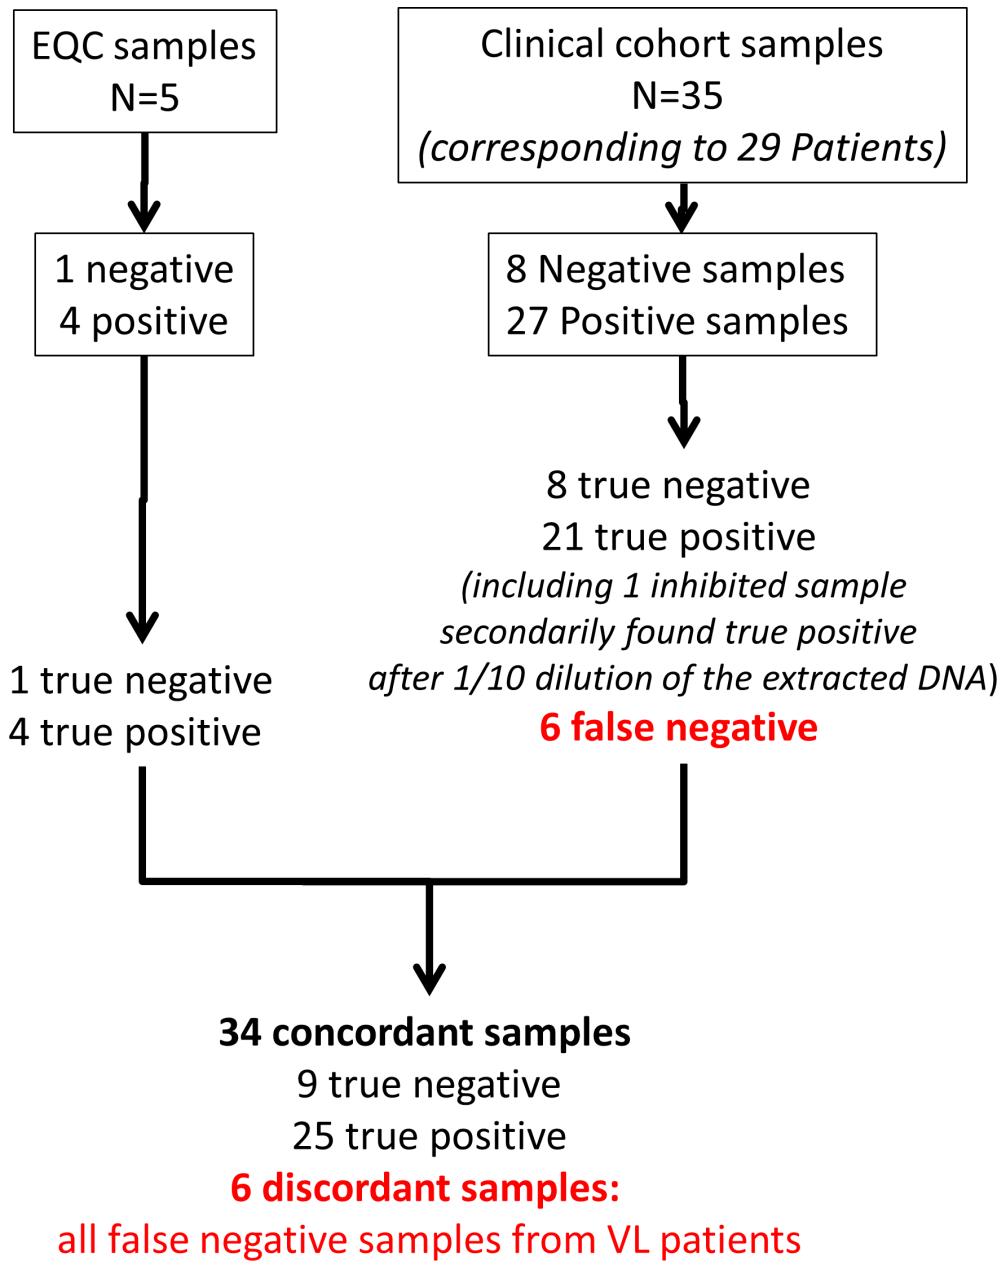 EQC samples
N=5
Clinical cohort samples
N=35
(corresponding to 29 Patients)
1 negative
4 positive
8 Negative samples
27 Positive samples
8 true negative
21 true positive
(including 1 inhibited sample
secondarily found true positive
after 1/10 dilution of the extracted DNA)
6 false negative
1 true negative
4 true positive
34 concordant samples
9 true negative
25 true positive
6 discordant samples:
all false negative samples from VL patients